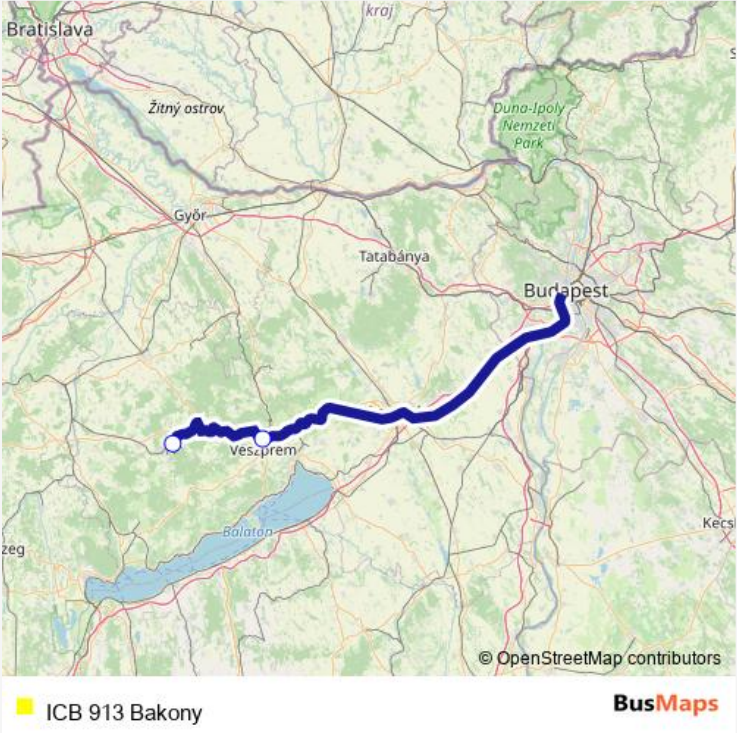 kraj
Bratislava
Žitný ostrov
Duna-Ipoly
Nemzeti
Park
Győr
Tatabánya
Budapest
Veszprém
Balaton
Kecs
zeg
© OpenStreetMap contributors
ICB 913 Bakony
BusMaps